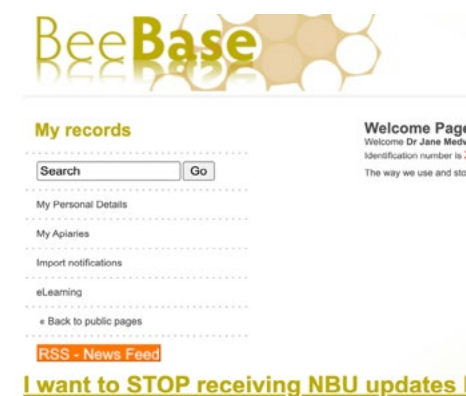 BeeBase
My records
Search Go
My Personal Details
My Apiaries
Import notifications
eLearning
« Back to public pages
RSS - News Feed
I want to STOP receiving NBU updates
Welcome Page
Welcome Dr Jane Medv
Identification number is
The way we use and sto